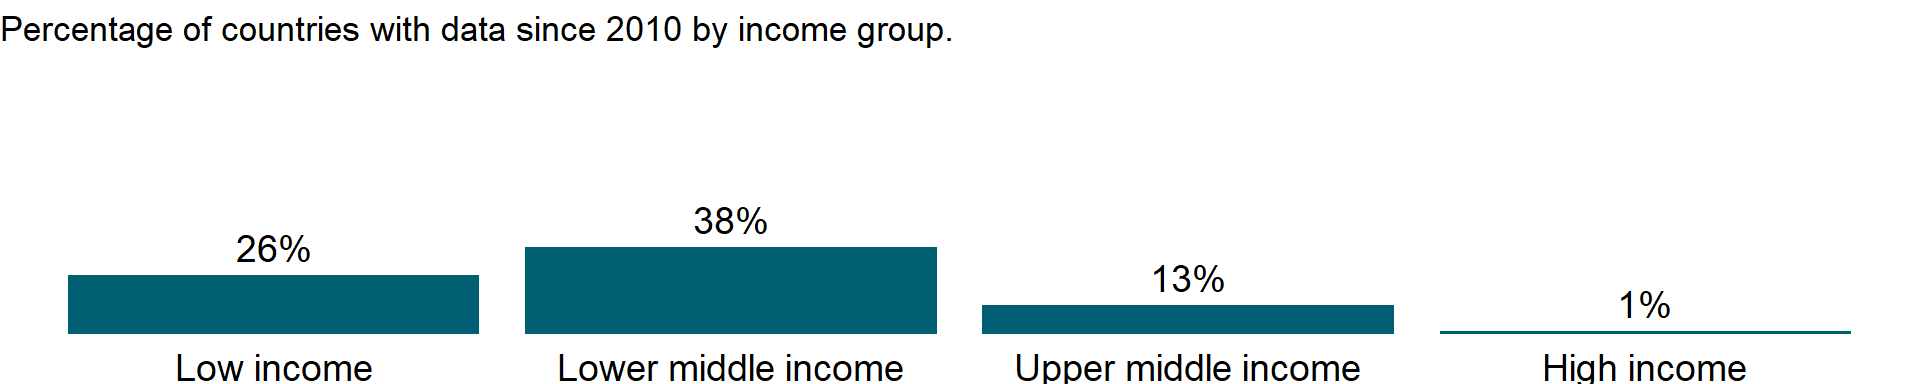 Percentage of countries with data since 2010 by income group.
26%
38%
13%
1%
Low income
Lower middle income
Upper middle income
High income